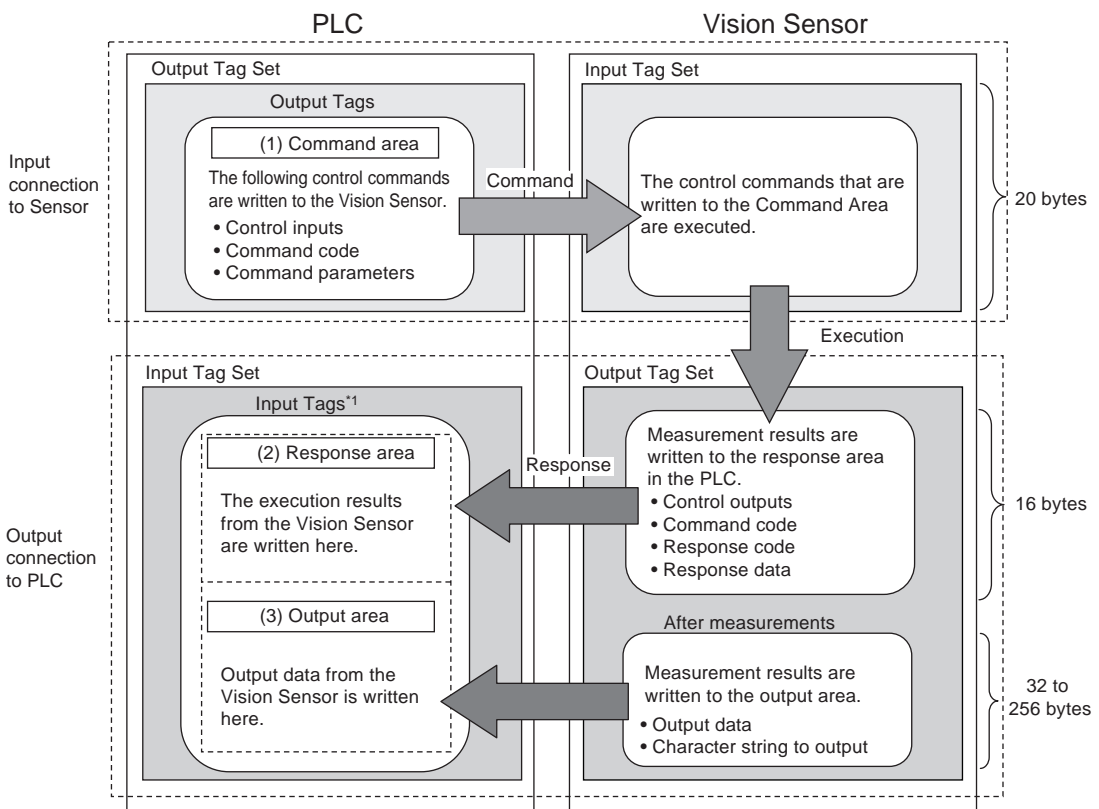 PLC
Vision Sensor
Output Tag Set
Input Tag Set
Output Tags
(1) Command area
The following control commands
are written to the Vision Sensor.
• Control inputs
• Command code
• Command parameters
Input
connection
to Sensor
Command
The control commands that are
written to the Command Area
are executed.
20 bytes
Execution
Input Tag Set
Output Tag Set
Input Tags*1
(2) Response area
The execution results
from the Vision Sensor
are written here.
Response
Measurement results are
written to the response area
in the PLC.
• Control outputs
• Command code
• Response code
• Response data
16 bytes
Output
connection
to PLC
(3) Output area
Output data from the
Vision Sensor is written
here.
After measurements
Measurement results are
written to the output area.
• Output data
• Character string to output
32 to
256 bytes